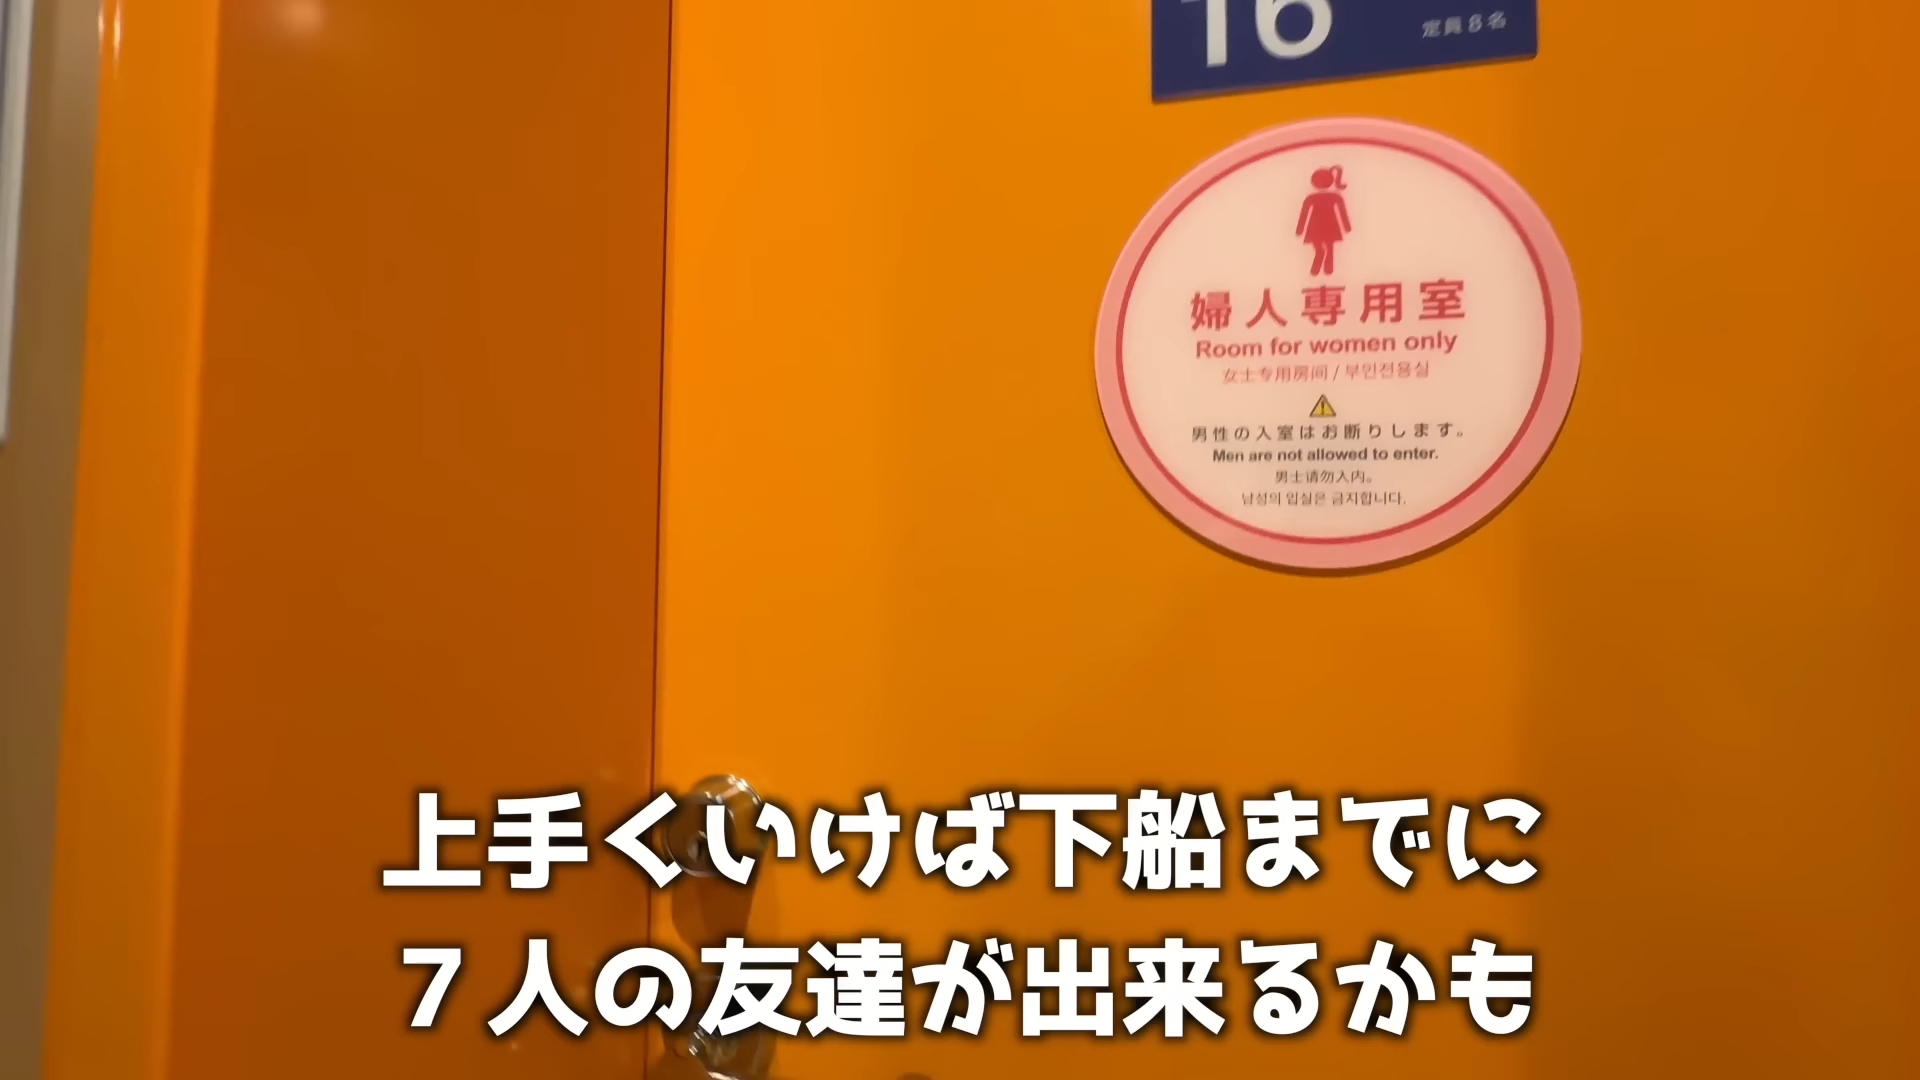 16
定員8名
婦人専用室
Room for women only
女士专用房间 / 부인전용실
男性の入室はお断りします。
Men are not allowed to enter.
男士请勿入内。
남성의 입실은 금지합니다.
上手くいけば下船までに
７人の友達が出来るかも